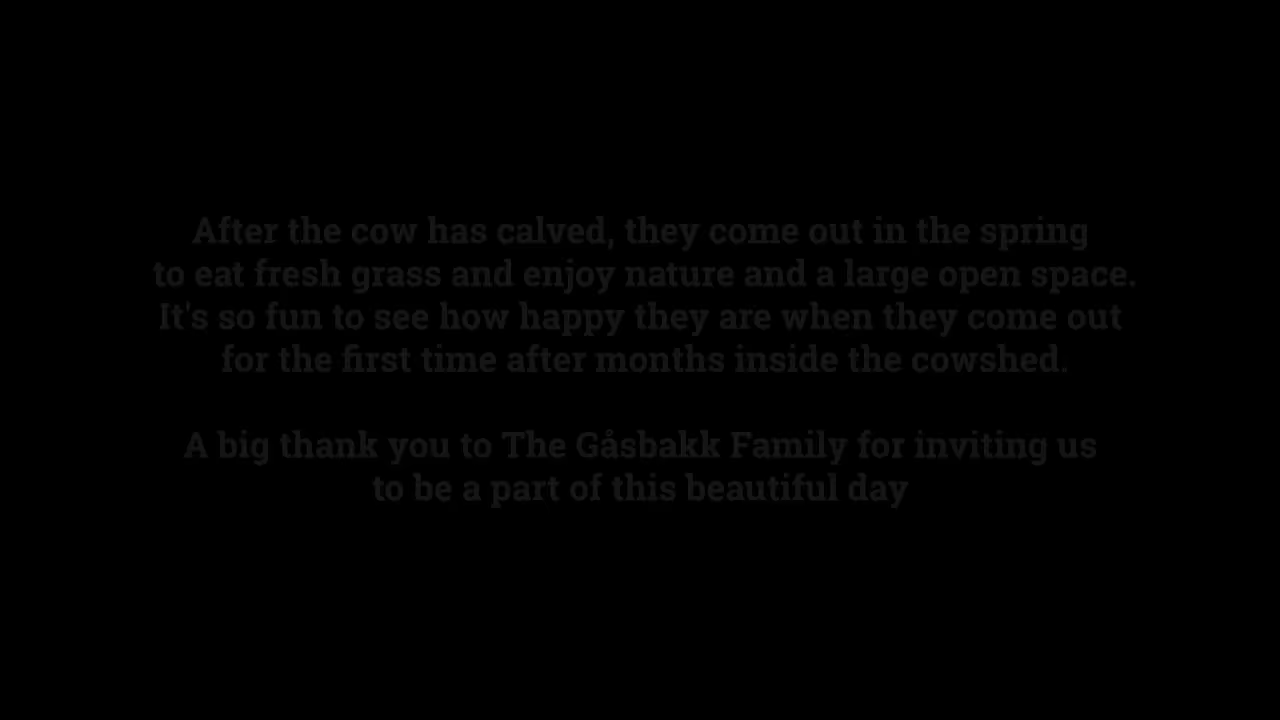 After the cow has calved, they come out in the spring
to eat fresh grass and enjoy nature and a large open space.
It's so fun to see how happy they are when they come out
for the first time after months inside the cowshed.
A big thank you to The Gåsbakk Family for inviting us
to be a part of this beautiful day